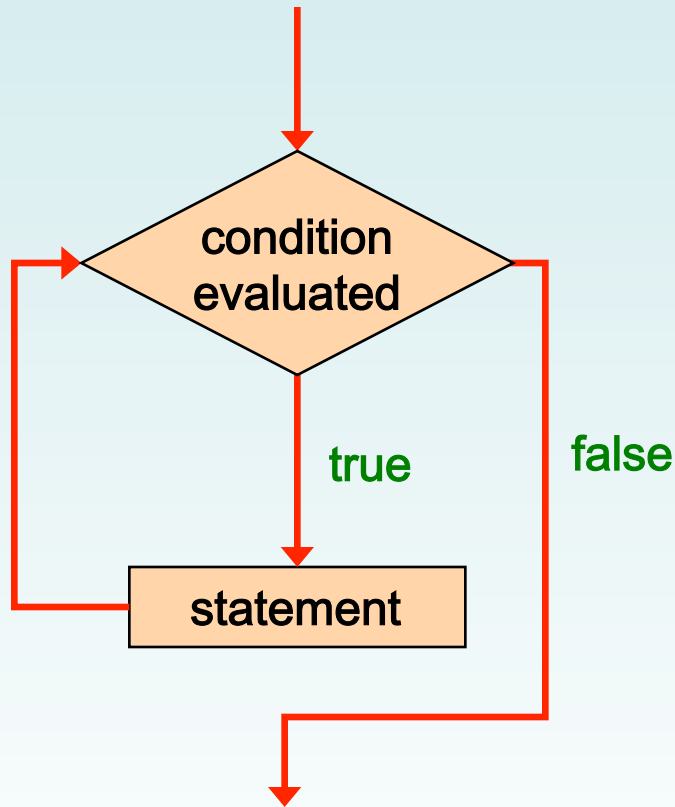 condition
evaluated
true
false
statement